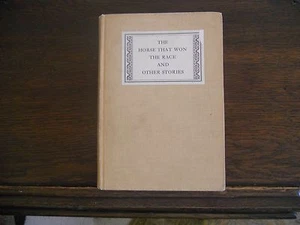 THE
HORSE THAT WON
THE RACE
AND
OTHER STORIES